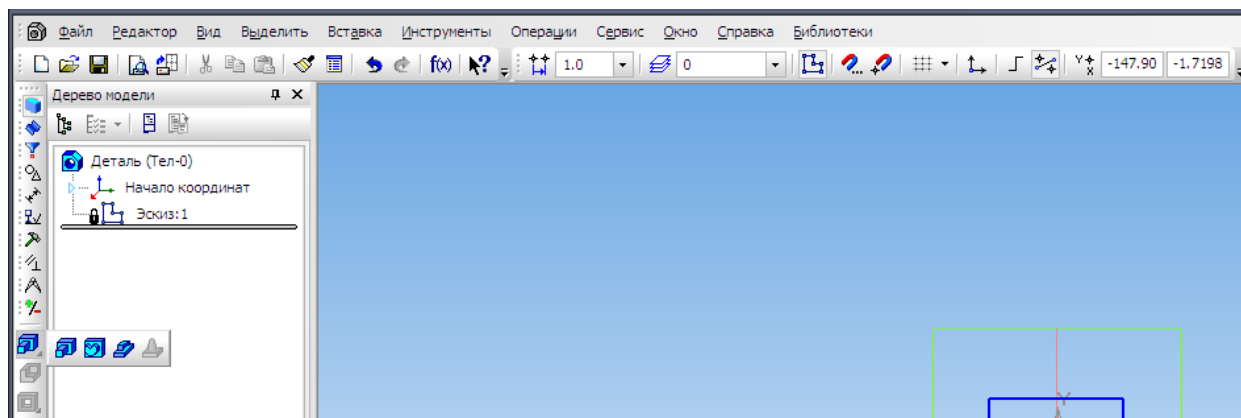 Файл Редактор Вид Выделить Вставка Инструменты Операции Сервис Окно Справка Библиотеки
f(x) ? 1.0 0 Y X -147.90 -1.7198
Дерево модели
Деталь (Тел-0)
Начало координат
Эскиз:1
Y